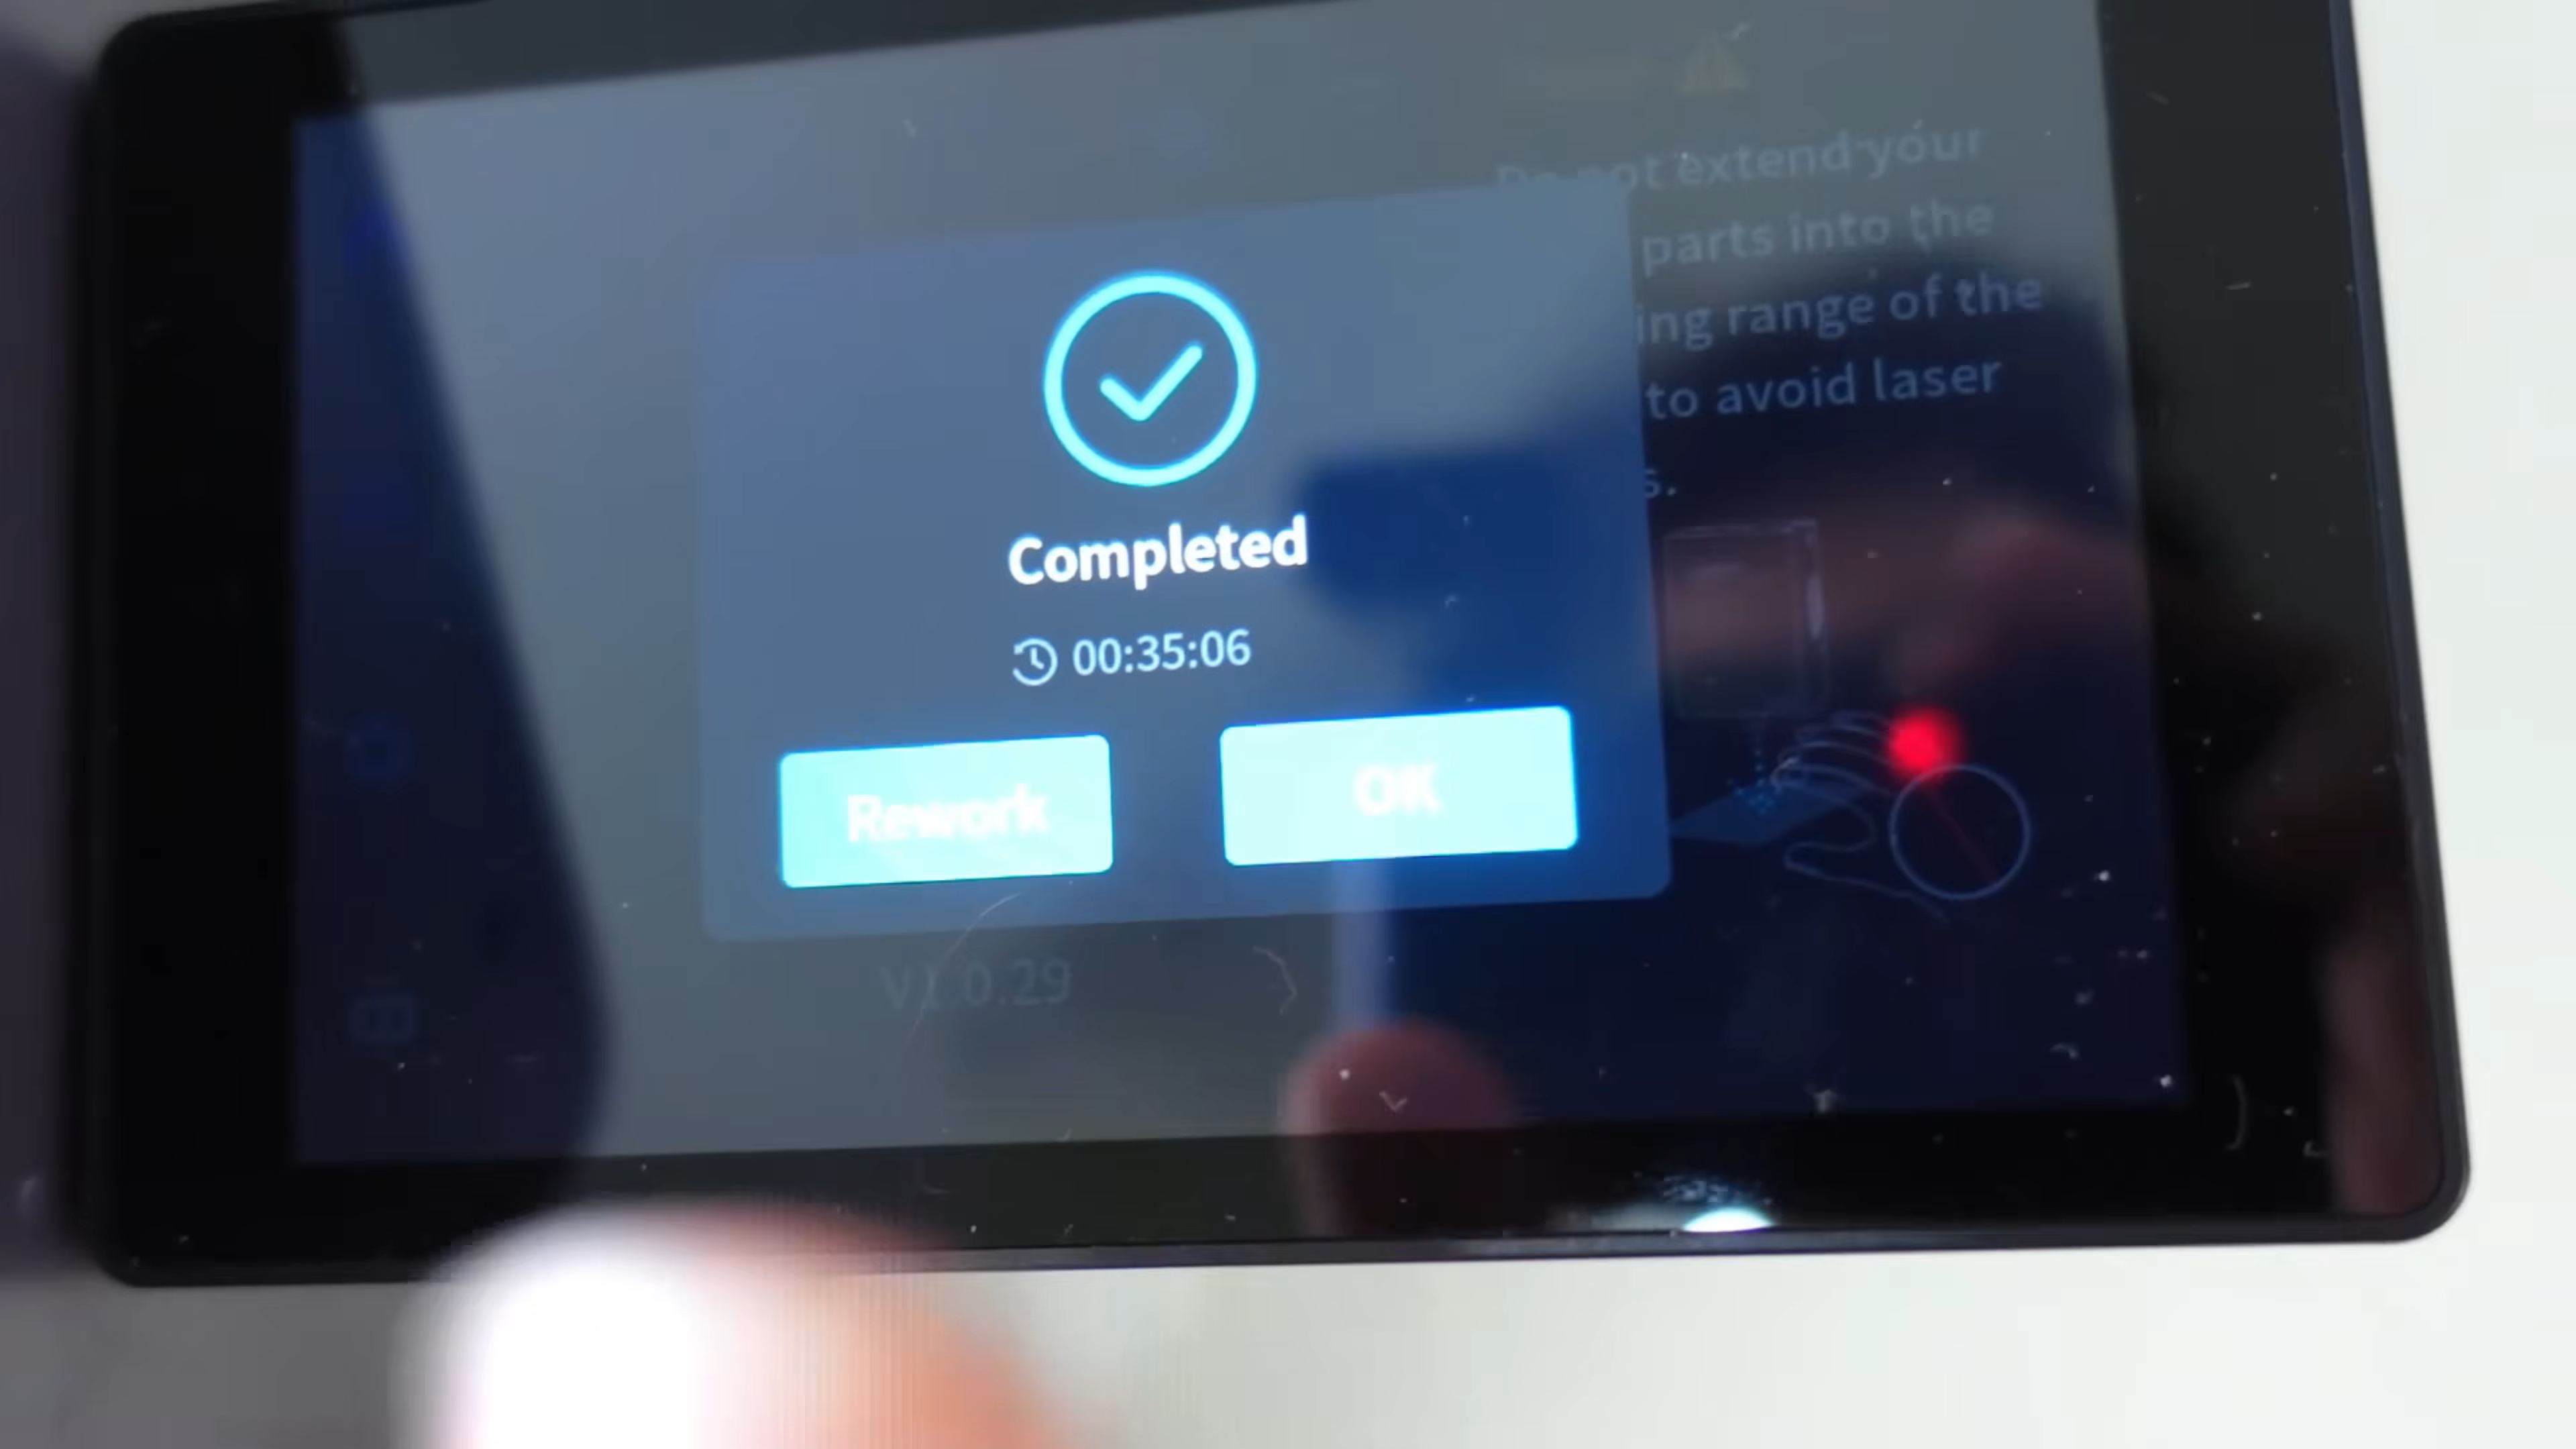 Do not extend your
parts into the
ing range of the
to avoid laser
s.
Completed
00:35:06
Rework
OK
V1.0.29